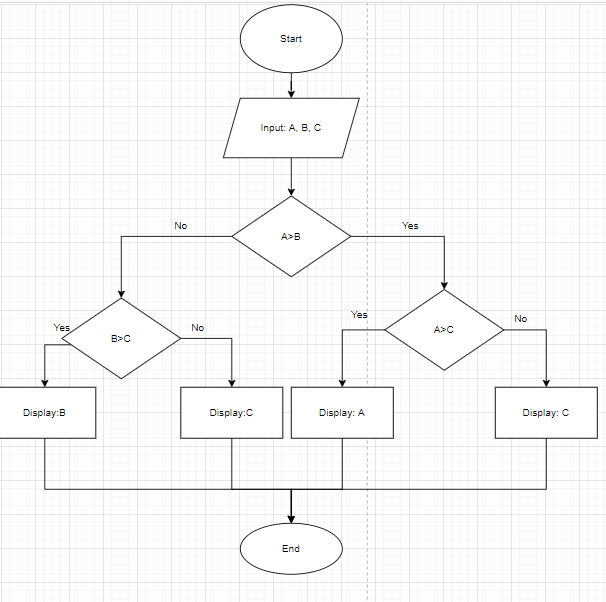 Start
Input: A, B, C
A>B
No
Yes
B>C
Yes
No
A>C
Yes
No
Display:B
Display:C
Display: A
Display: C
End